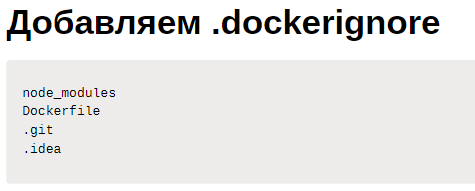 Добавляем .dockerignore
node_modules
Dockerfile
.git
.idea